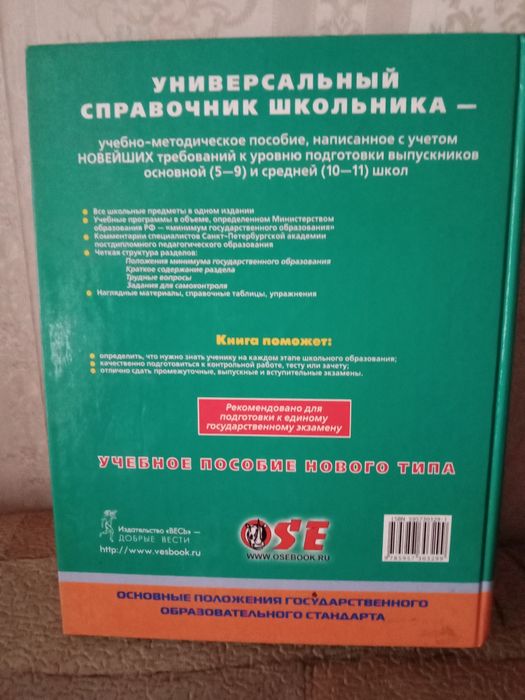 УНИВЕРСАЛЬНЫЙ
СПРАВОЧНИК ШКОЛЬНИКА —
учебно-методическое пособие, написанное с учетом
НОВЕЙШИХ требований к уровню подготовки выпускников
основной (5—9) и средней (10—11) школ
Все школьные предметы в одном издании
Учебные программы в объеме, определенном Министерством
образования РФ — «минимум государственного образования»
Комментарии специалистов Санкт-Петербургской академии
постдипломного педагогического образования
Четкая структура разделов:
Положения минимума государственного образования
Краткое содержание раздела
Трудные вопросы
Задания для самоконтроля
Наглядные материалы, справочные таблицы, упражнения
Книга поможет:
определить, что нужно знать ученику на каждом этапе школьного образования;
качественно подготовиться к контрольной работе, тесту или зачету;
отлично сдать промежуточные, выпускные и вступительные экзамены.
Рекомендовано для
подготовки к единому
государственному экзамену
УЧЕБНОЕ ПОСОБИЕ НОВОГО ТИПА
Издательство «ВЕСЬ» —
ДОБРЫЕ ВЕСТИ
www.vesbook.ru
OSE
WWW.OSEBOOK.RU
ОСНОВНЫЕ ПОЛОЖЕНИЯ ГОСУДАРСТВЕННОГО
ОБРАЗОВАТЕЛЬНОГО СТАНДАРТА